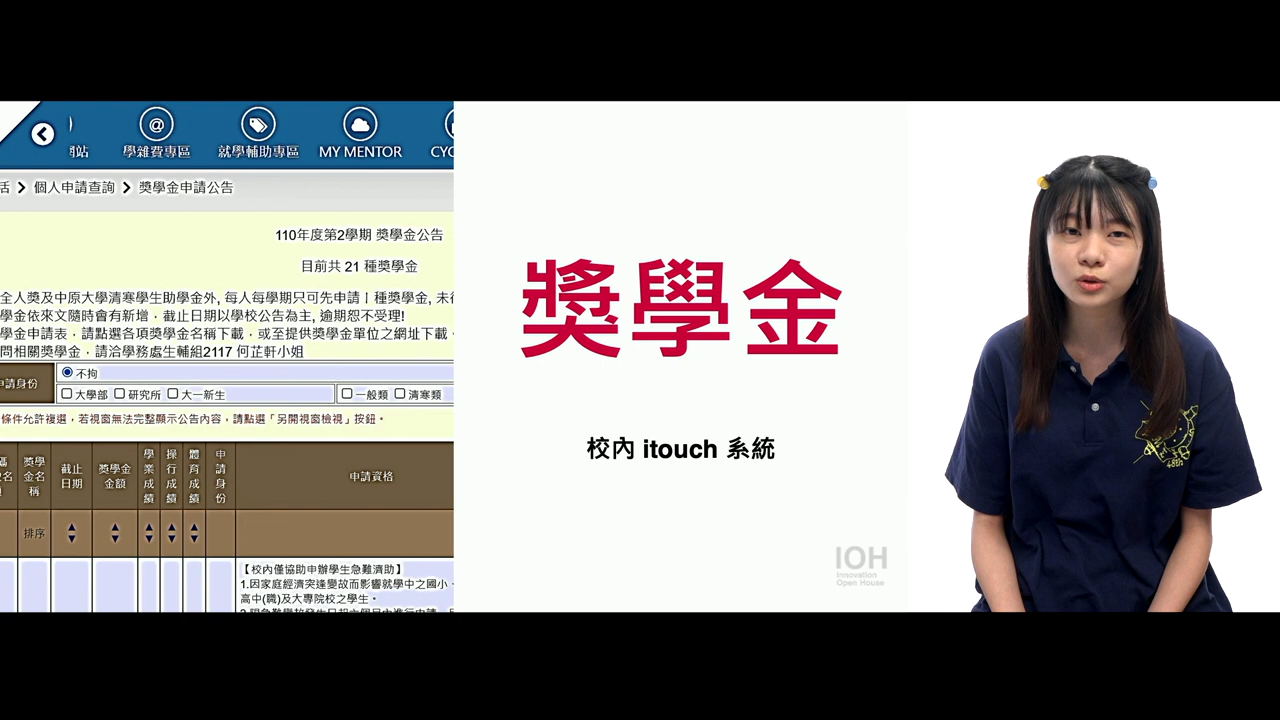 學雜費專區
就學輔助專區
MY MENTOR
個人申請查詢
獎學金申請公告
110年度第2學期 獎學金公告
目前共 21 種獎學金
全人獎及中原大學清寒學生助學金外, 每人每學期只可先申請 1 種獎學金, 未
學金依來文隨時會有新增，截止日期以學校公告為主, 逾期恕不受理!
學金申請表，請點選各項獎學金名稱下載，或至提供獎學金單位之網址下載，
問相關獎學金，請洽學務處生輔組2117 何芷軒小姐
申請身份
不拘
大學部 研究所 大一新生 一般類 清寒類
條件允許複選，若視窗無法完整顯示公告內容，請點選「另開視窗檢視」按鈕。
獎學金名稱
截止日期
獎學金金額
學業成績
操行成績
體育成績
申請身份
申請資格
排序
【校內僅協助申辦學生急難濟助】
1.因家庭經濟突逢變故而影響就學中之國小、
高中(職)及大專院校之學生。
獎學金
校內 itouch 系統
IOH
Innovation
Open House
48th